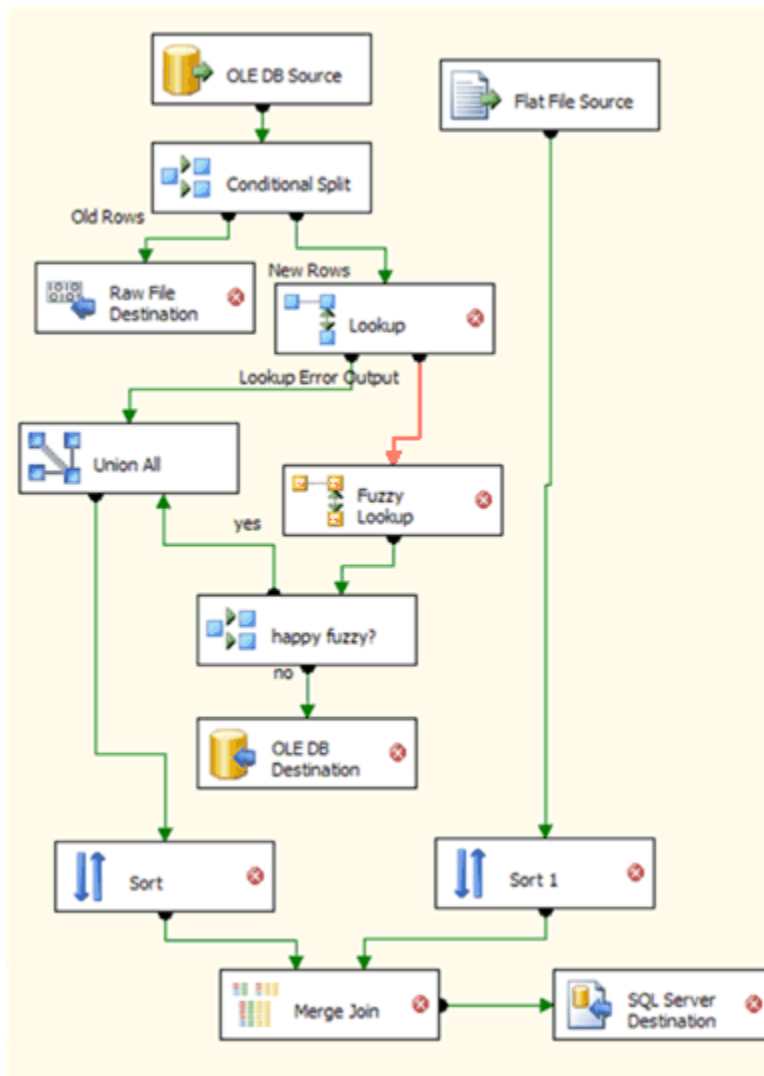 OLE DB Source
Flat File Source
Conditional Split
Old Rows
New Rows
Raw File
Destination
Lookup
Lookup Error Output
Union All
Fuzzy
Lookup
yes
happy fuzzy?
no
OLE DB
Destination
Sort
Sort 1
Merge Join
SQL Server
Destination